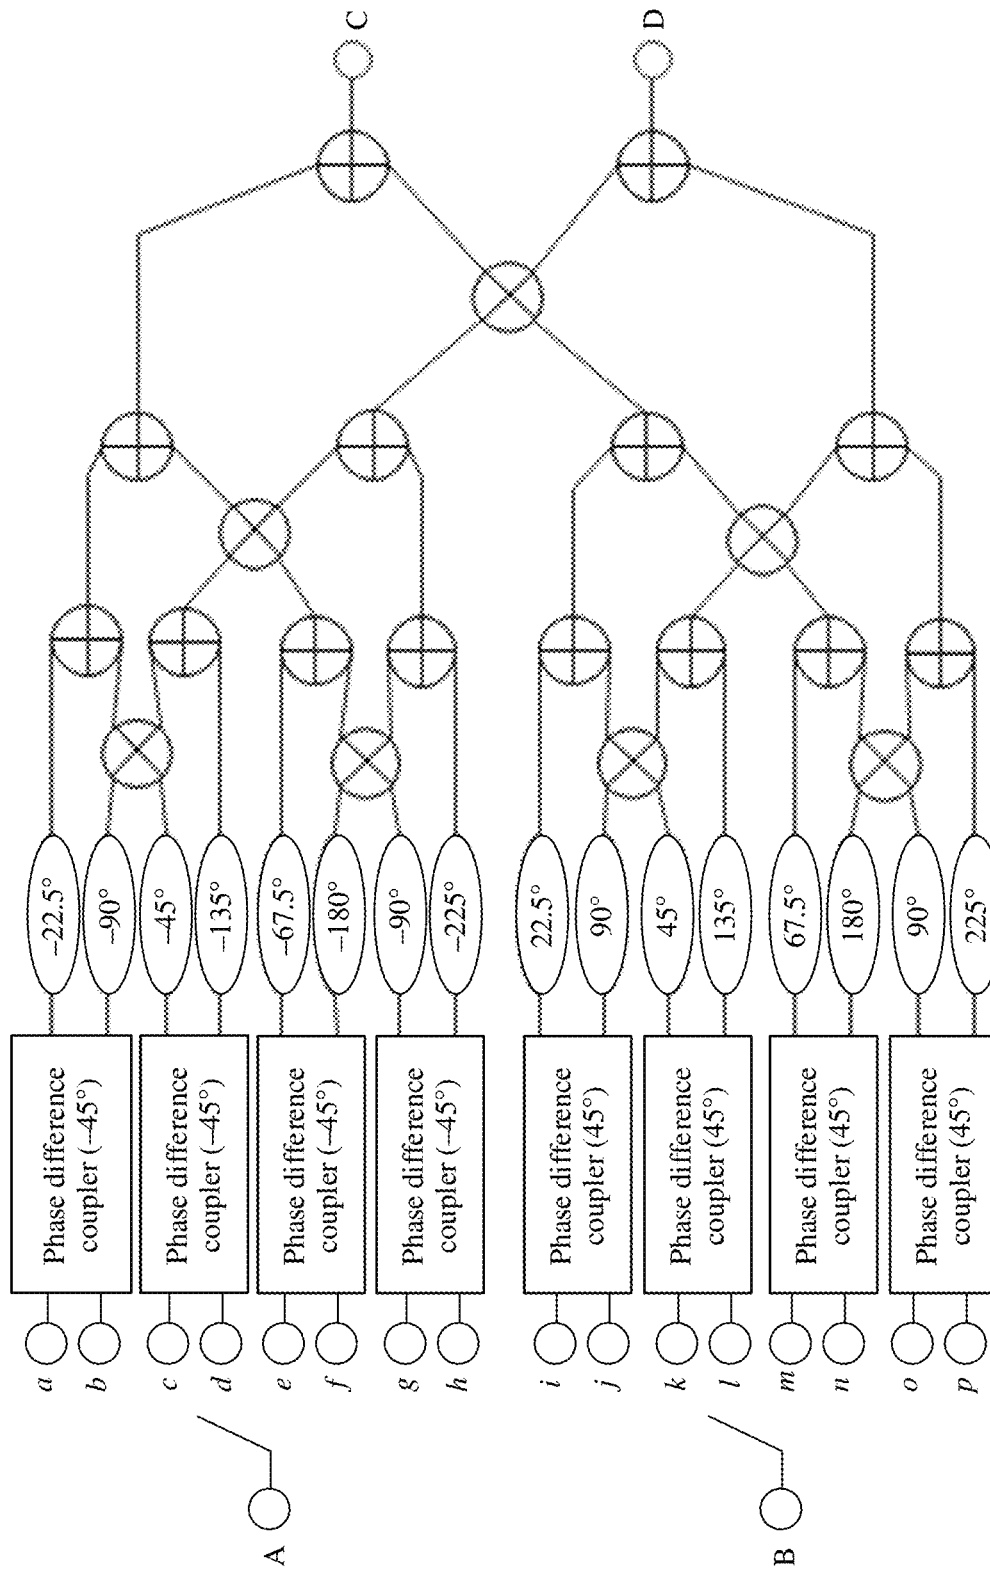 A
B
a
b
c
d
e
f
g
h
i
j
k
l
m
n
o
p
Phase difference
coupler (–45°)
Phase difference
coupler (–45°)
Phase difference
coupler (–45°)
Phase difference
coupler (–45°)
Phase difference
coupler (45°)
Phase difference
coupler (45°)
Phase difference
coupler (45°)
Phase difference
coupler (45°)
–22.5°
–90°
–45°
–135°
–67.5°
–180°
–90°
–225°
22.5°
90°
45°
135°
67.5°
180°
90°
225°
C
D